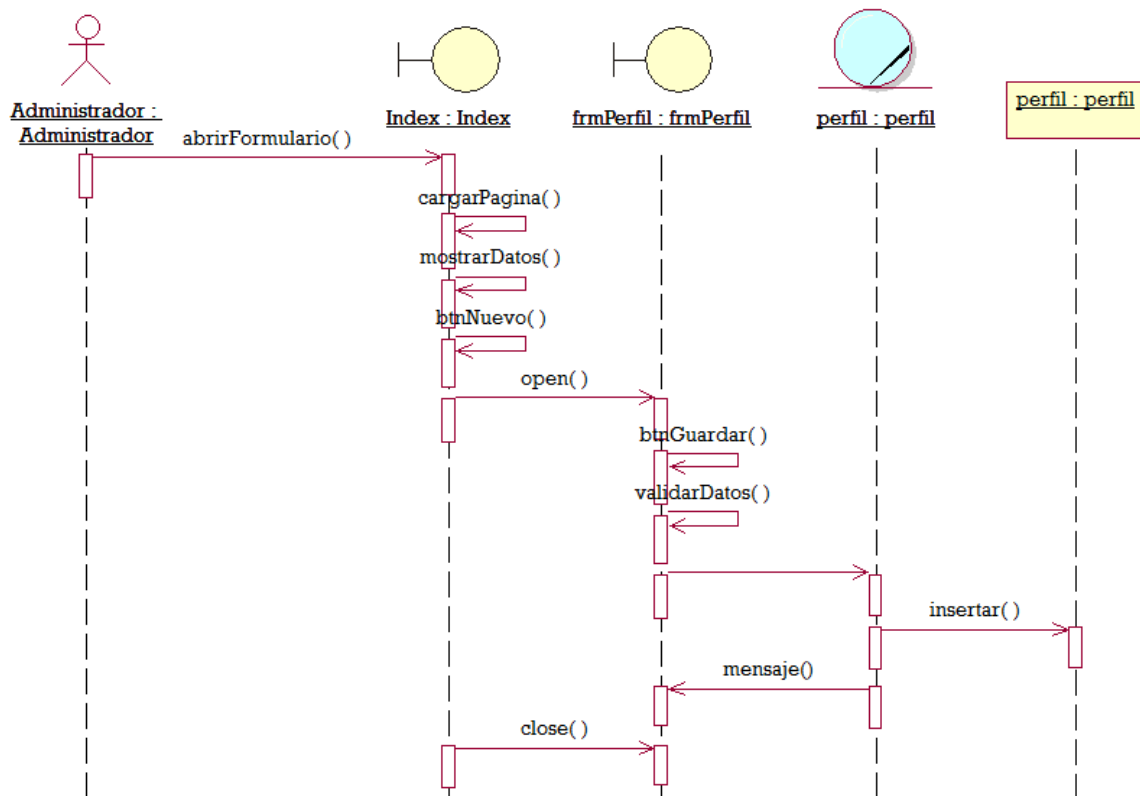 Administrador :
Administrador
Index : Index
frmPerfil : frmPerfil
perfil : perfil
perfil : perfil
abrirFormulario( )
cargarPagina( )
mostrarDatos( )
btnNuevo( )
open( )
btnGuardar( )
validarDatos( )
insertar( )
mensaje()
close( )